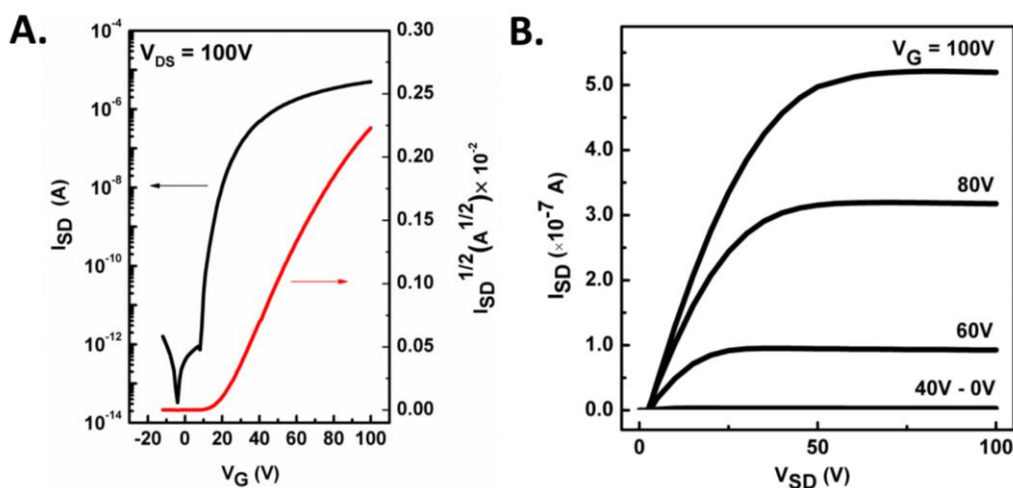 A.
V_DS = 100V
I_SD (A)
10^-4
10^-6
10^-8
10^-10
10^-12
10^-14
-20 0 20 40 60 80 100
V_G (V)
0.30
0.25
0.20
0.15
0.10
0.05
0.00
I_SD^1/2(A^1/2)× 10^-2
B.
V_G = 100V
80V
60V
40V - 0V
I_SD (×10^-7 A)
5.0
4.0
3.0
2.0
1.0
0.0
0 50 100
V_SD (V)